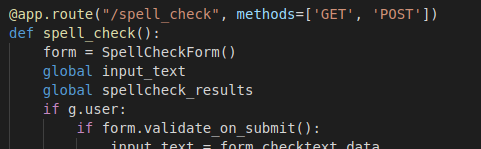 @app.route("/spell_check", methods=['GET', 'POST'])
def spell_check():
    form = SpellCheckForm()
    global input_text
    global spellcheck_results
    if g.user:
        if form.validate_on_submit():
            input_text = form.checktext.data